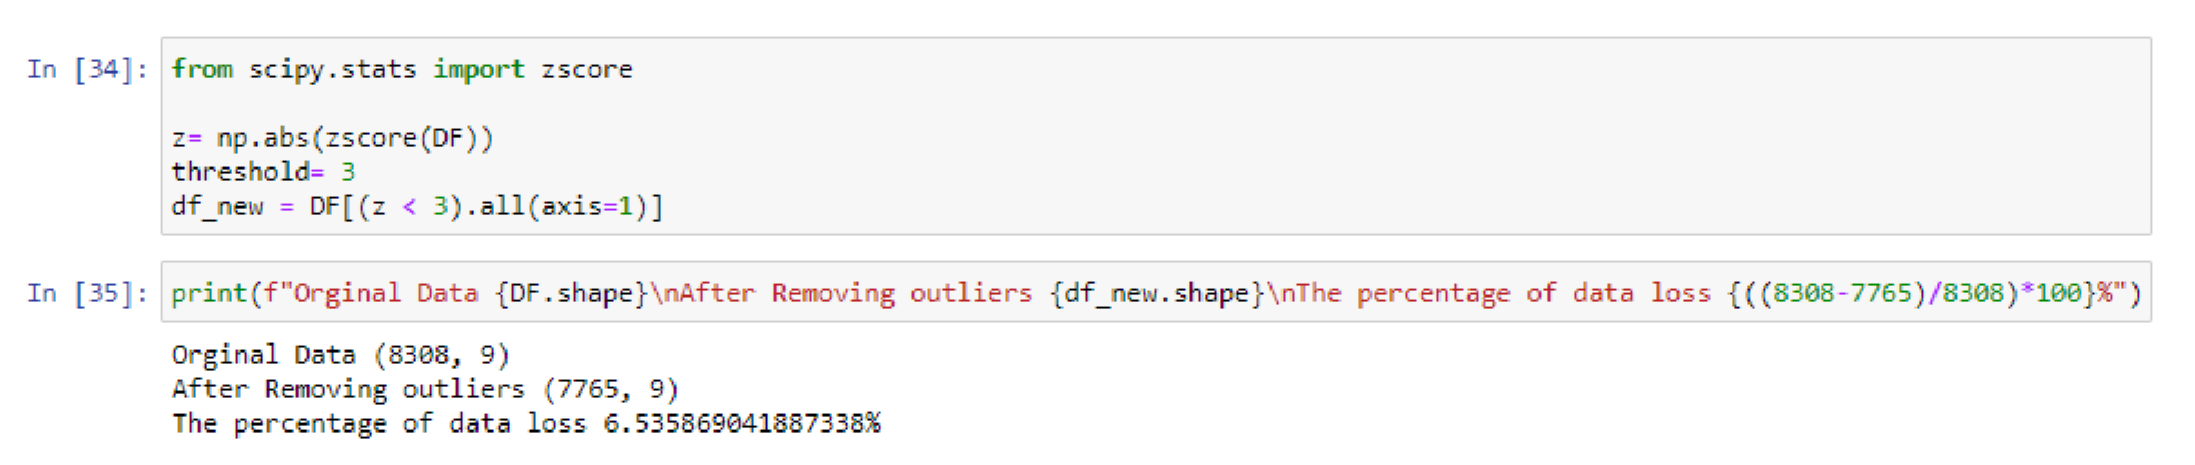 In [34]: from scipy.stats import zscore
z= np.abs(zscore(DF))
threshold= 3
df_new = DF[(z < 3).all(axis=1)]
In [35]: print(f"Orginal Data {DF.shape}\nAfter Removing outliers {df_new.shape}\nThe percentage of data loss {((8308-7765)/8308)*100}%")
Orginal Data (8308, 9)
After Removing outliers (7765, 9)
The percentage of data loss 6.535869041887338%